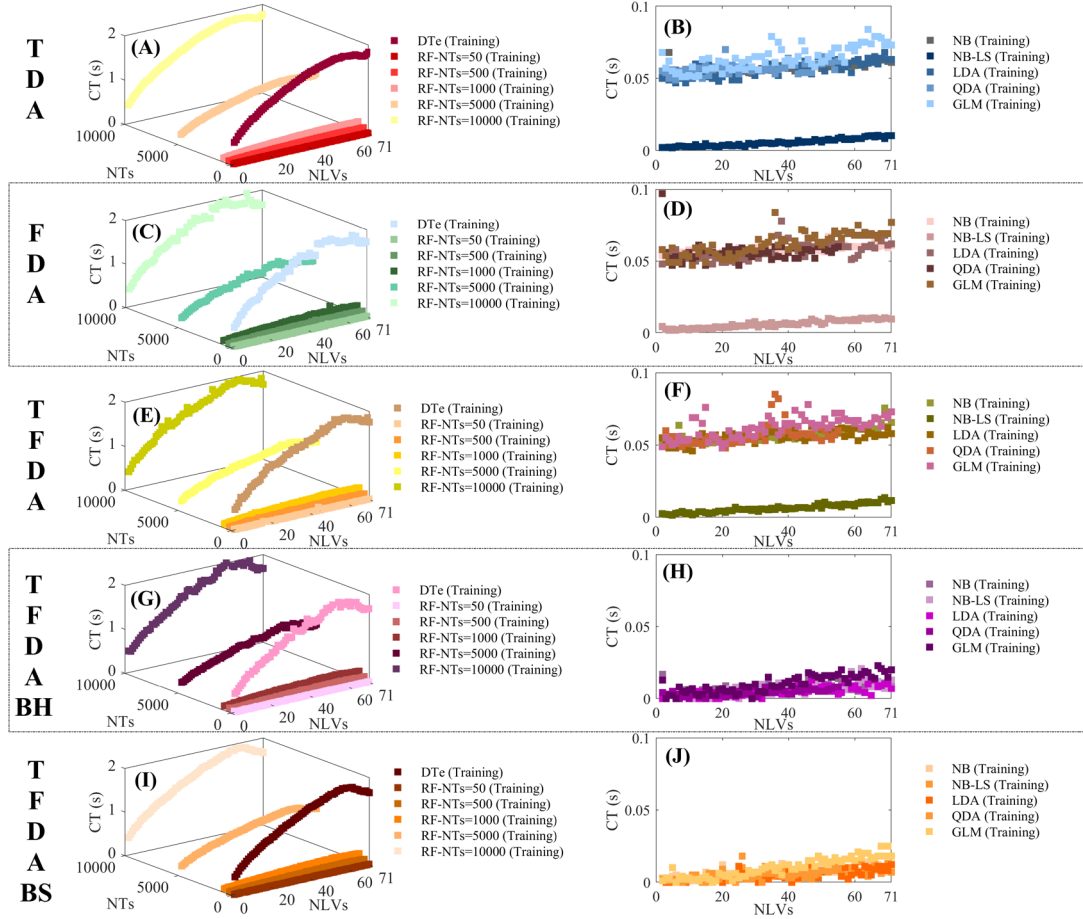 T
D
A
(A)
CT (s)
2
1
0
10000
5000
0
NTs
0
20
40
60
71
NLVs
DTe (Training)
RF-NTs=50 (Training)
RF-NTs=500 (Training)
RF-NTs=1000 (Training)
RF-NTs=5000 (Training)
RF-NTs=10000 (Training)
(B)
CT (s)
0.1
0.05
0
0
20
40
60
71
NLVs
NB (Training)
NB-LS (Training)
LDA (Training)
QDA (Training)
GLM (Training)
F
D
A
(C)
CT (s)
2
1
0
10000
5000
0
NTs
0
20
40
60
71
NLVs
DTe (Training)
RF-NTs=50 (Training)
RF-NTs=500 (Training)
RF-NTs=1000 (Training)
RF-NTs=5000 (Training)
RF-NTs=10000 (Training)
(D)
CT (s)
0.1
0.05
0
0
20
40
60
71
NLVs
NB (Training)
NB-LS (Training)
LDA (Training)
QDA (Training)
GLM (Training)
T
F
D
A
(E)
CT (s)
2
1
0
10000
5000
0
NTs
0
20
40
60
71
NLVs
DTe (Training)
RF-NTs=50 (Training)
RF-NTs=500 (Training)
RF-NTs=1000 (Training)
RF-NTs=5000 (Training)
RF-NTs=10000 (Training)
(F)
CT (s)
0.1
0.05
0
0
20
40
60
71
NLVs
NB (Training)
NB-LS (Training)
LDA (Training)
QDA (Training)
GLM (Training)
T
F
D
A
BH
(G)
CT (s)
2
1
0
10000
5000
0
NTs
0
20
40
60
71
NLVs
DTe (Training)
RF-NTs=50 (Training)
RF-NTs=500 (Training)
RF-NTs=1000 (Training)
RF-NTs=5000 (Training)
RF-NTs=10000 (Training)
(H)
CT (s)
0.1
0.05
0
0
20
40
60
71
NLVs
NB (Training)
NB-LS (Training)
LDA (Training)
QDA (Training)
GLM (Training)
T
F
D
A
BS
(I)
CT (s)
2
1
0
10000
5000
0
NTs
0
20
40
60
71
NLVs
DTe (Training)
RF-NTs=50 (Training)
RF-NTs=500 (Training)
RF-NTs=1000 (Training)
RF-NTs=5000 (Training)
RF-NTs=10000 (Training)
(J)
CT (s)
0.1
0.05
0
0
20
40
60
71
NLVs
NB (Training)
NB-LS (Training)
LDA (Training)
QDA (Training)
GLM (Training)